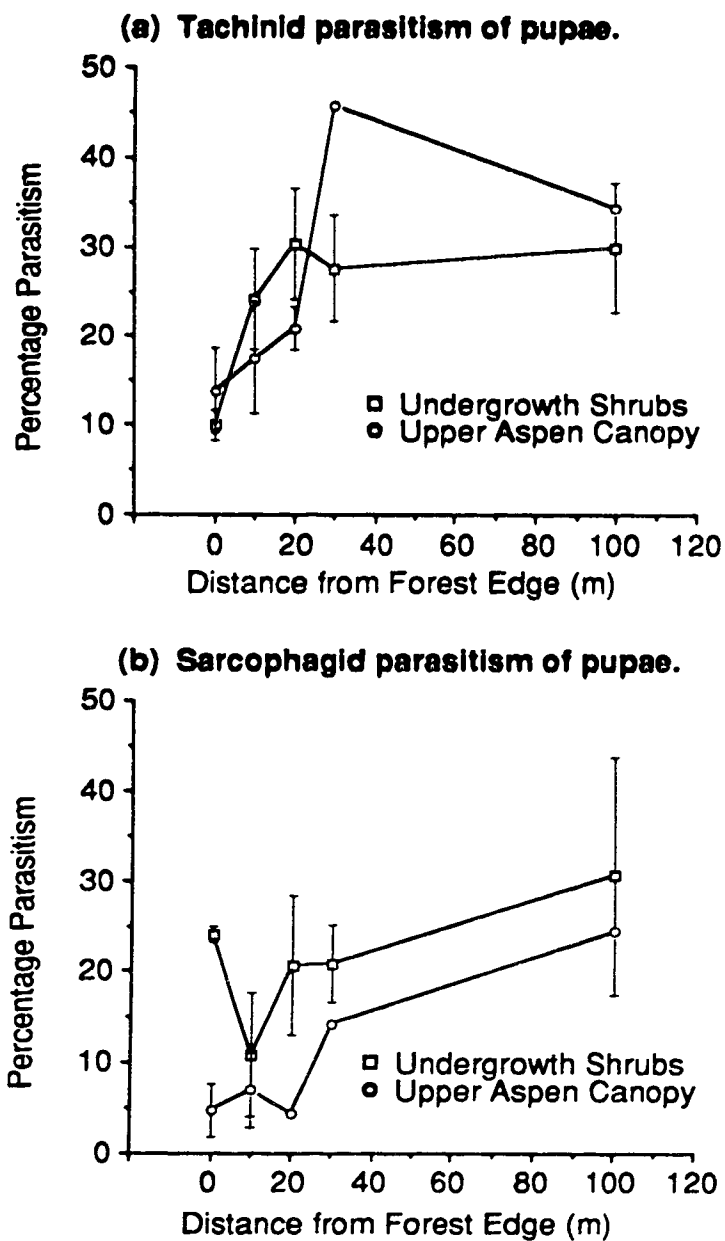 (a) Tachinid parasitism of pupae.
50
40
30
20
10
0
Percentage Parasitism
Undergrowth Shrubs
Upper Aspen Canopy
0 20 40 60 80 100 120
Distance from Forest Edge (m)
(b) Sarcophagid parasitism of pupae.
50
40
30
20
10
0
Percentage Parasitism
Undergrowth Shrubs
Upper Aspen Canopy
0 20 40 60 80 100 120
Distance from Forest Edge (m)